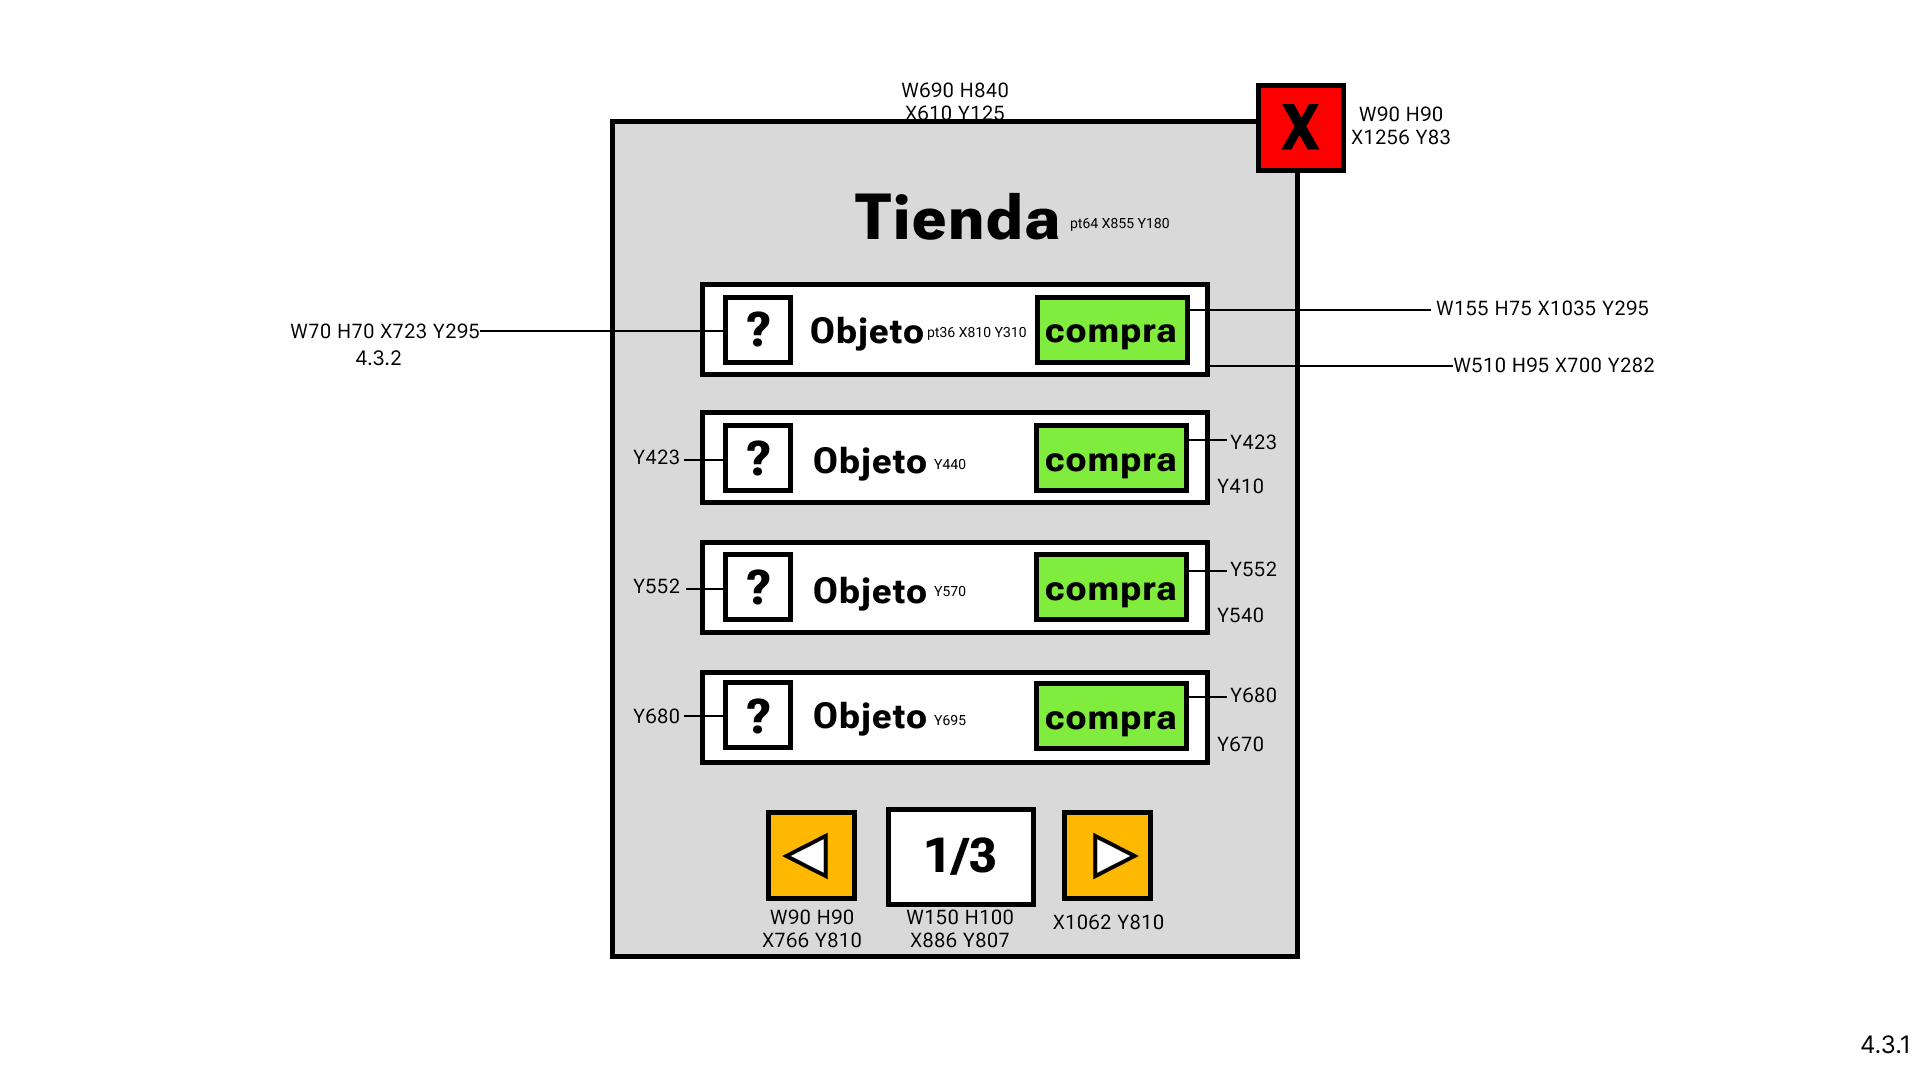 W690 H840
X610 Y125
X
W90 H90
X1256 Y83
Tienda
pt64 X855 Y180
W70 H70 X723 Y295
4.3.2
?
Objeto
pt36 X810 Y310
compra
W155 H75 X1035 Y295
W510 H95 X700 Y282
Y423
?
Objeto
Y440
compra
Y423
Y410
Y552
?
Objeto
Y570
compra
Y552
Y540
Y680
?
Objeto
Y695
compra
Y680
Y670
1/3
W90 H90
X766 Y810
W150 H100
X886 Y807
X1062 Y810
4.3.1